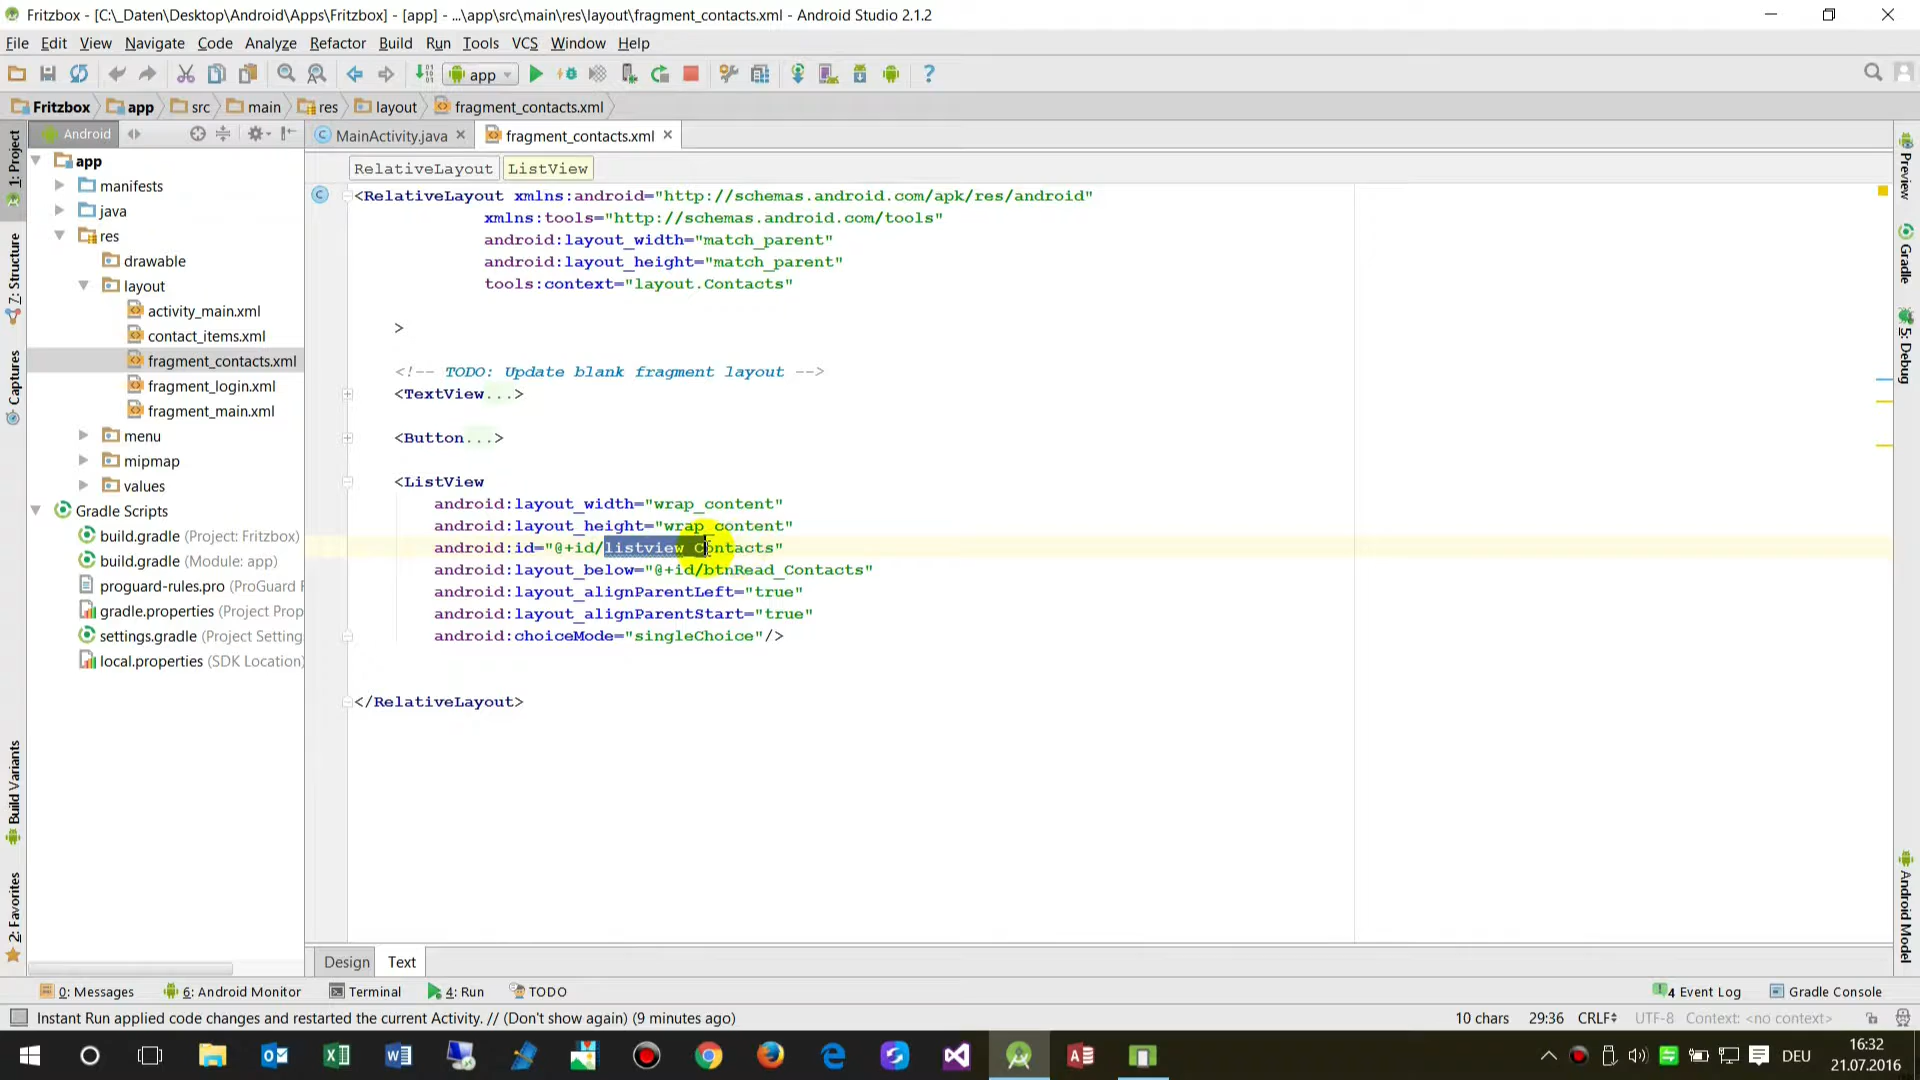 Fritzbox - [C:\_Daten\Desktop\Android\Apps\Fritzbox] - [app] - ...\app\src\main\res\layout\fragment_contacts.xml - Android Studio 2.1.2
File Edit View Navigate Code Analyze Refactor Build Run Tools VCS Window Help
app
Fritzbox app src main res layout fragment_contacts.xml
Android
MainActivity.java fragment_contacts.xml
RelativeLayout ListView
1: Project
7: Structure
Captures
Build Variants
2: Favorites
app
manifests
java
res
drawable
layout
activity_main.xml
contact_items.xml
fragment_contacts.xml
fragment_login.xml
fragment_main.xml
menu
mipmap
values
Gradle Scripts
build.gradle (Project: Fritzbox)
build.gradle (Module: app)
proguard-rules.pro (ProGuard
gradle.properties (Project Prop
settings.gradle (Project Setting
local.properties (SDK Location)
<RelativeLayout xmlns:android="http://schemas.android.com/apk/res/android"
xmlns:tools="http://schemas.android.com/tools"
android:layout_width="match_parent"
android:layout_height="match_parent"
tools:context="layout.Contacts"
>
<!-- TODO: Update blank fragment layout -->
<TextView...>
<Button...>
<ListView
android:layout_width="wrap_content"
android:layout_height="wrap_content"
android:id="@+id/listview_Contacts"
android:layout_below="@+id/btnRead_Contacts"
android:layout_alignParentLeft="true"
android:layout_alignParentStart="true"
android:choiceMode="singleChoice"/>
</RelativeLayout>
Preview
Gradle
5: Debug
Android Model
Design Text
0: Messages 6: Android Monitor Terminal 4: Run TODO 4 Event Log Gradle Console
Instant Run applied code changes and restarted the current Activity. // (Don't show again) (9 minutes ago) 10 chars 29:36 CRLF UTF-8 Context: <no context>
DEU
16:32
21.07.2016